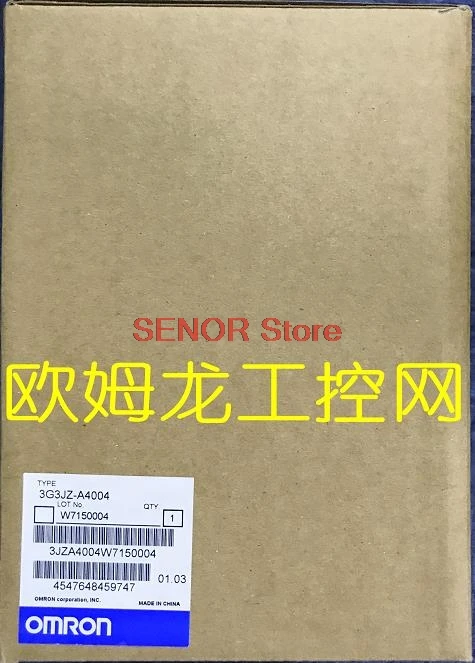 SENOR Store
欧姆龙工控网
TYPE
3G3JZ-A4004
LOT No
QTY
W7150004
1
3JZA4004W7150004
01.03
4547648459747
OMRON corporation, INC.
MADE IN CHINA
OMRON